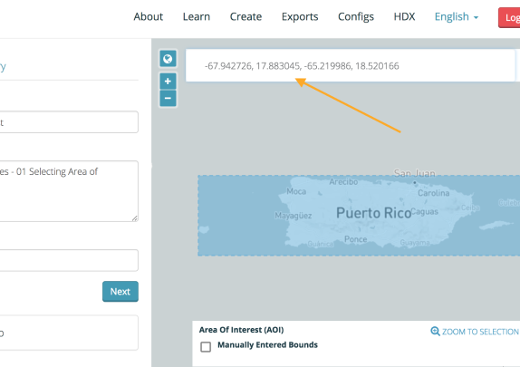 About Learn Create Exports Configs HDX English Log
ry
-67.942726, 17.883045, -65.219986, 18.520166
t
es - 01 Selecting Area of
San Juan
Arecibo
Moca
Carolina
Mayagüez
Puerto Rico
Caguas
Ponce
Guayama
Next
o
Area Of Interest (AOI)
ZOOM TO SELECTION
Manually Entered Bounds